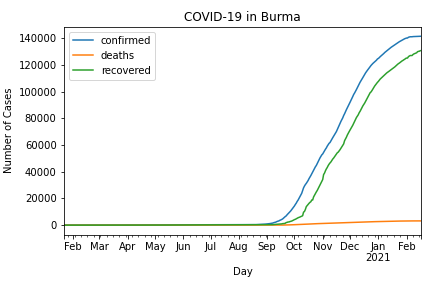 COVID-19 in Burma
confirmed
deaths
recovered
140000
120000
100000
80000
60000
40000
20000
0
Number of Cases
Feb Mar Apr May Jun Jul Aug Sep Oct Nov Dec Jan Feb
2021
Day